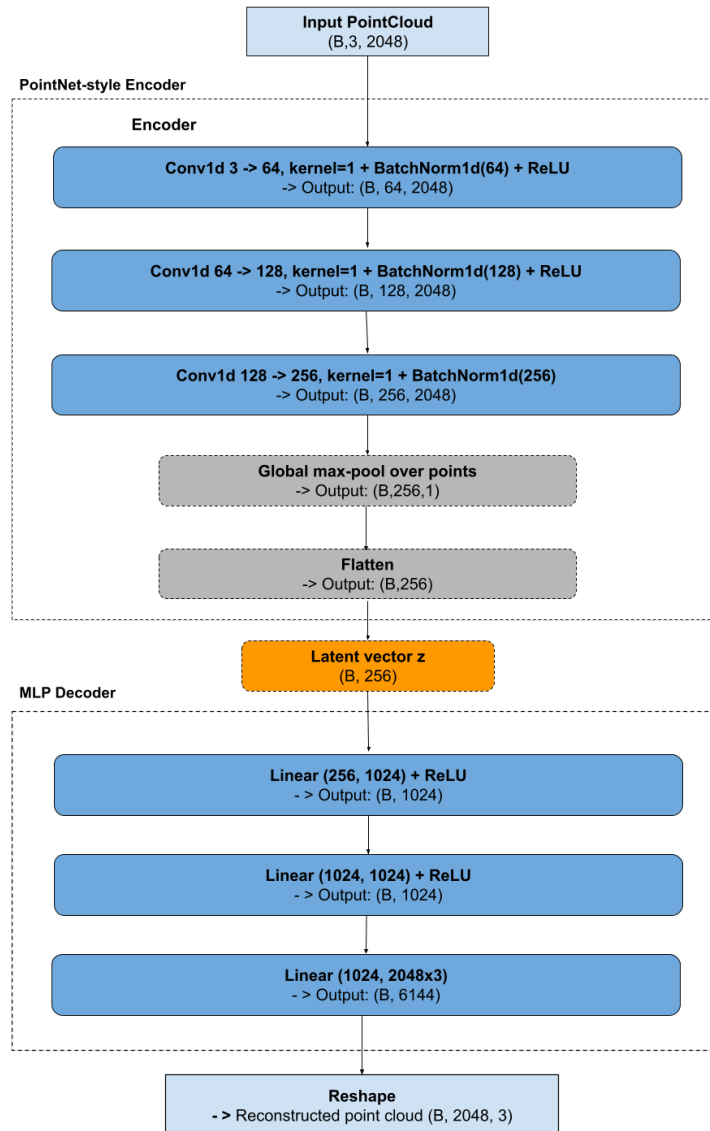 Input PointCloud
(B,3, 2048)
PointNet-style Encoder
Encoder
Conv1d 3 -> 64, kernel=1 + BatchNorm1d(64) + ReLU
-> Output: (B, 64, 2048)
Conv1d 64 -> 128, kernel=1 + BatchNorm1d(128) + ReLU
-> Output: (B, 128, 2048)
Conv1d 128 -> 256, kernel=1 + BatchNorm1d(256)
-> Output: (B, 256, 2048)
Global max-pool over points
-> Output: (B,256,1)
Flatten
-> Output: (B,256)
Latent vector z
(B, 256)
MLP Decoder
Linear (256, 1024) + ReLU
- > Output: (B, 1024)
Linear (1024, 1024) + ReLU
- > Output: (B, 1024)
Linear (1024, 2048x3)
- > Output: (B, 6144)
Reshape
- > Reconstructed point cloud (B, 2048, 3)